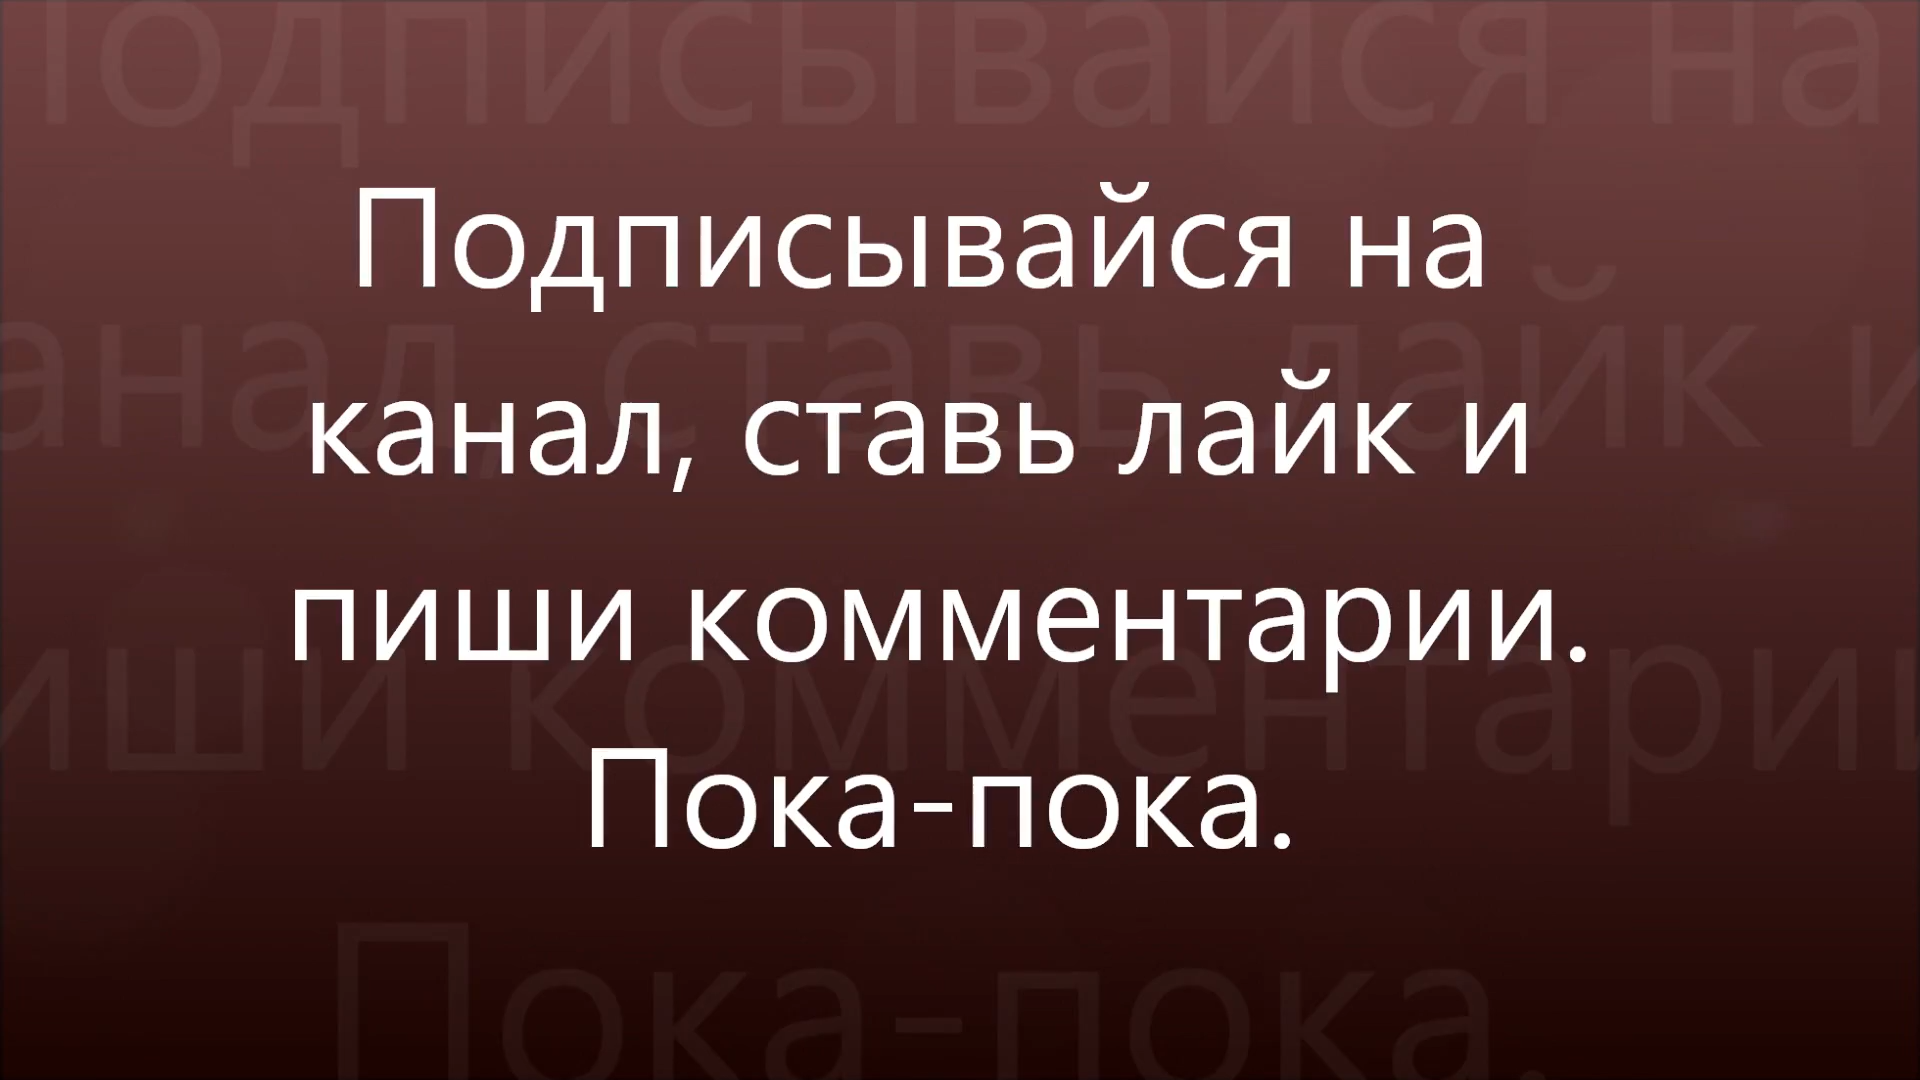 Подписывайся на
канал, ставь лайк и
пиши комментарии.
Пока-пока.